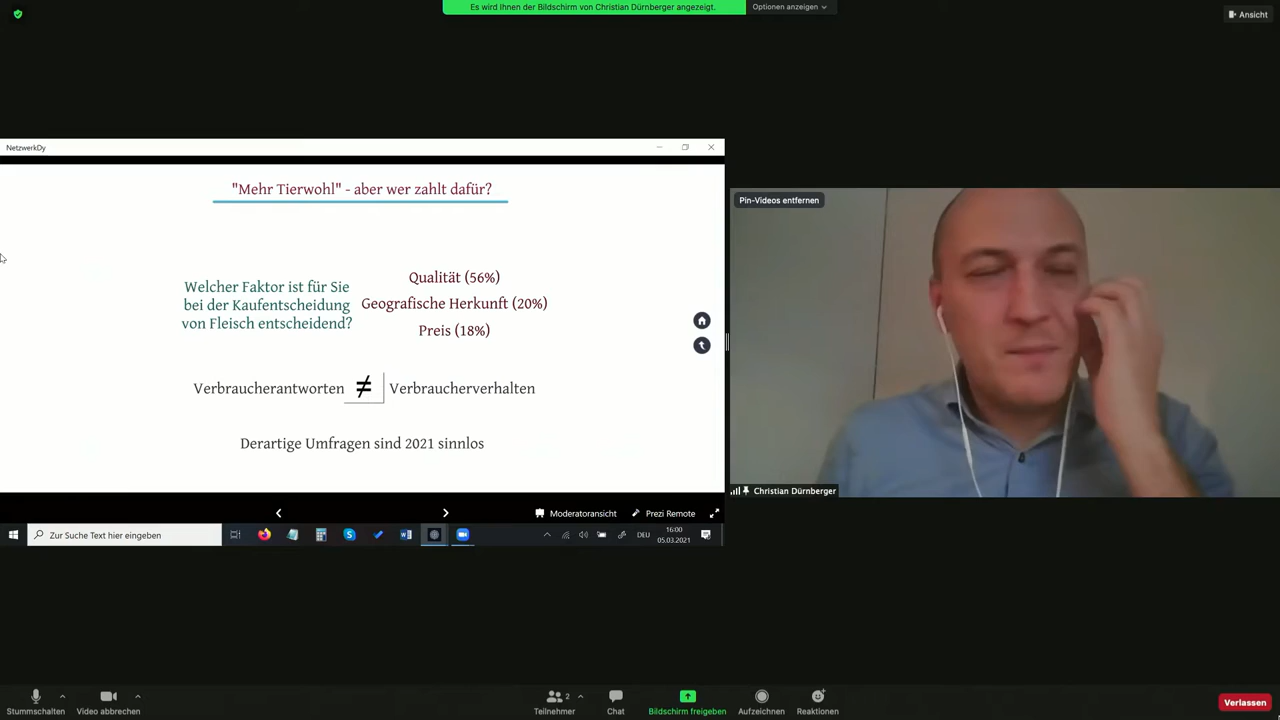 Es wird Ihnen der Bildschirm von Christian Dürnberger angezeigt.
Optionen anzeigen
Ansicht
NetzwerkDy
"Mehr Tierwohl" - aber wer zahlt dafür?
Welcher Faktor ist für Sie
bei der Kaufentscheidung
von Fleisch entscheidend?
Qualität (56%)
Geografische Herkunft (20%)
Preis (18%)
Verbraucherantworten ≠ Verbraucherverhalten
Derartige Umfragen sind 2021 sinnlos
Moderatoransicht
Prezi Remote
Zur Suche Text hier eingeben
DEU
16:00
05.03.2021
Pin-Videos entfernen
Christian Dürnberger
Stummschalten
Video abbrechen
2
Teilnehmer
Chat
Bildschirm freigeben
Aufzeichnen
Reaktionen
Verlassen